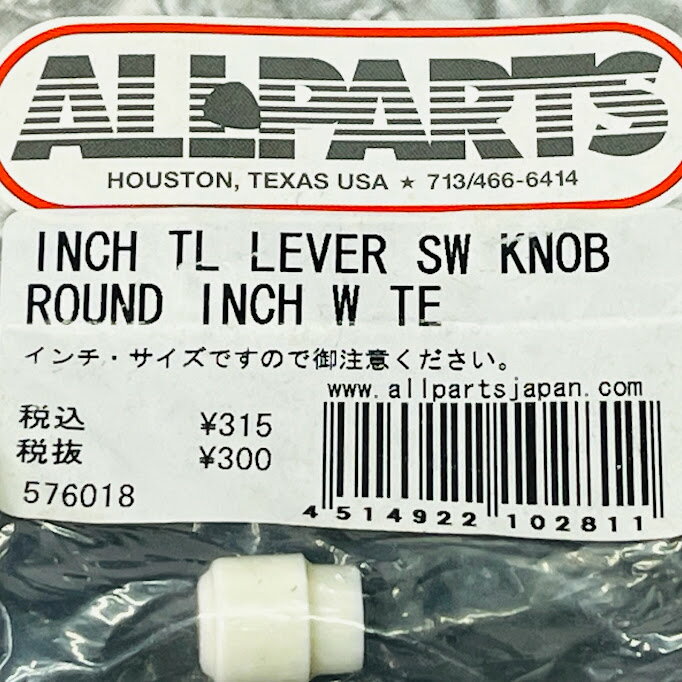 ALLPARTS
HOUSTON, TEXAS USA ★ 713/466-6414
INCH TL LEVER SW KNOB
ROUND INCH W TE
インチ・サイズですので御注意ください。
www.allpartsjapan.com
税込 ¥315
税抜 ¥300
576018
4 514922 102811